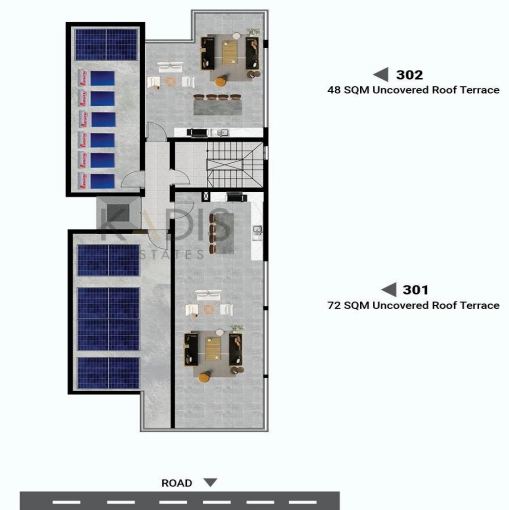 302
48 SQM Uncovered Roof Terrace
KADIS
ESTATES
301
72 SQM Uncovered Roof Terrace
ROAD